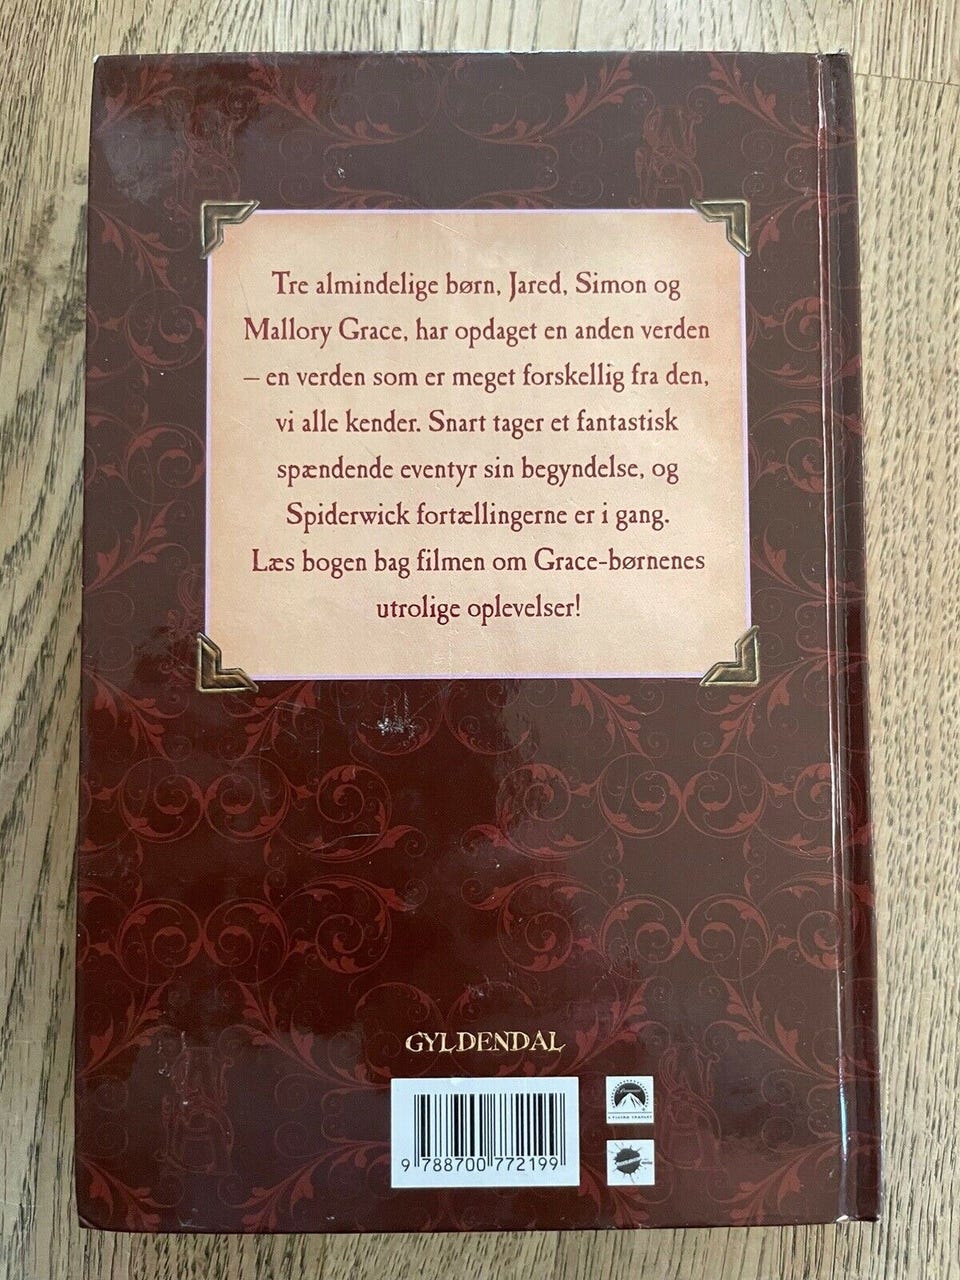 Tre almindelige børn, Jared, Simon og
Mallory Grace, har opdaget en anden verden
– en verden som er meget forskellig fra den,
vi alle kender. Snart tager et fantastisk
spændende eventyr sin begyndelse, og
Spiderwick fortællingerne er i gang.
Læs bogen bag filmen om Grace-børnenes
utrolige oplevelser!
GYLDENDAL
9 788700 772199